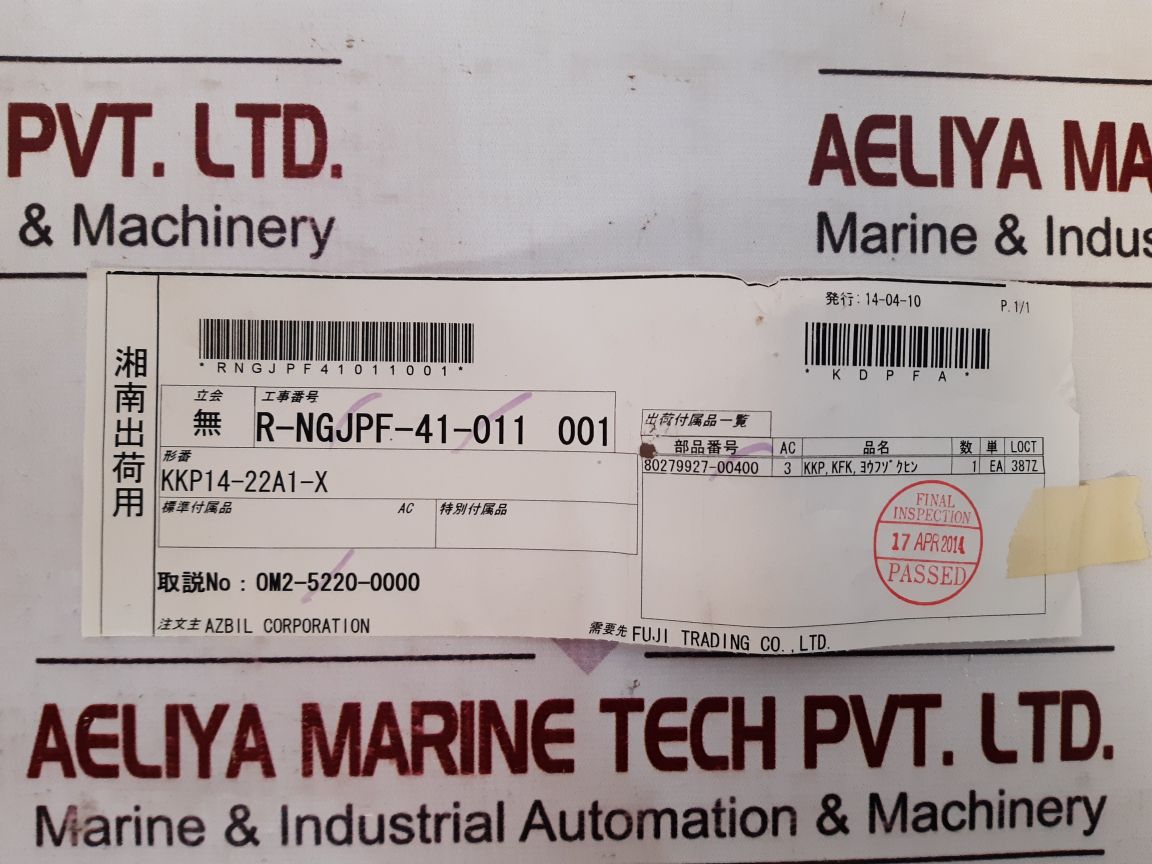 PVT. LTD.
& Machinery
AELIYA MA
Marine & Indus
湘南出荷用
*RNGJPF41011001*
発行: 14-04-10
P.1/1
*KDPFA*
立会
無
工事番号
R-NGJPF-41-011 001
形番
KKP14-22A1-X
標準付属品 AC
特別付属品
取説No : OM2-5220-0000
注文主 AZBIL CORPORATION
出荷付属品一覧
部品番号 AC 品名 数 単 LOCT
80279927-00400 3 KKP,KFK,ヨウフゾクヒン 1 EA 387Z
FINAL
INSPECTION
17 APR 2014
PASSED
需要先 FUJI TRADING CO.,LTD.
AELIYA MARINE TECH PVT. LTD.
Marine & Industrial Automation & Machinery